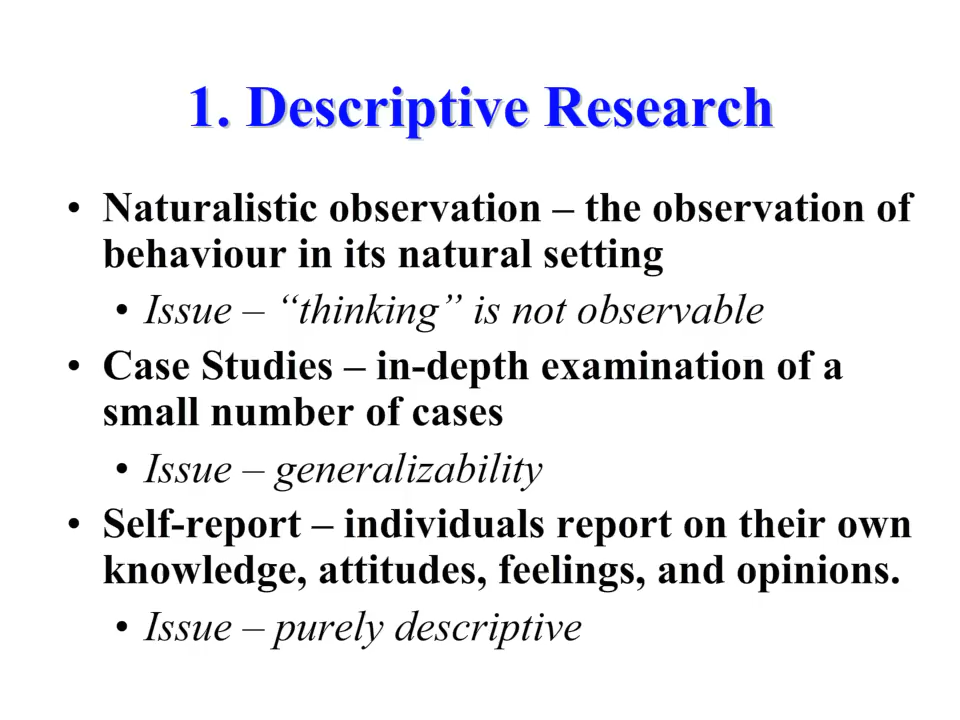 1. Descriptive Research
• Naturalistic observation – the observation of
behaviour in its natural setting
• Issue – “thinking” is not observable
• Case Studies – in-depth examination of a
small number of cases
• Issue – generalizability
• Self-report – individuals report on their own
knowledge, attitudes, feelings, and opinions.
• Issue – purely descriptive